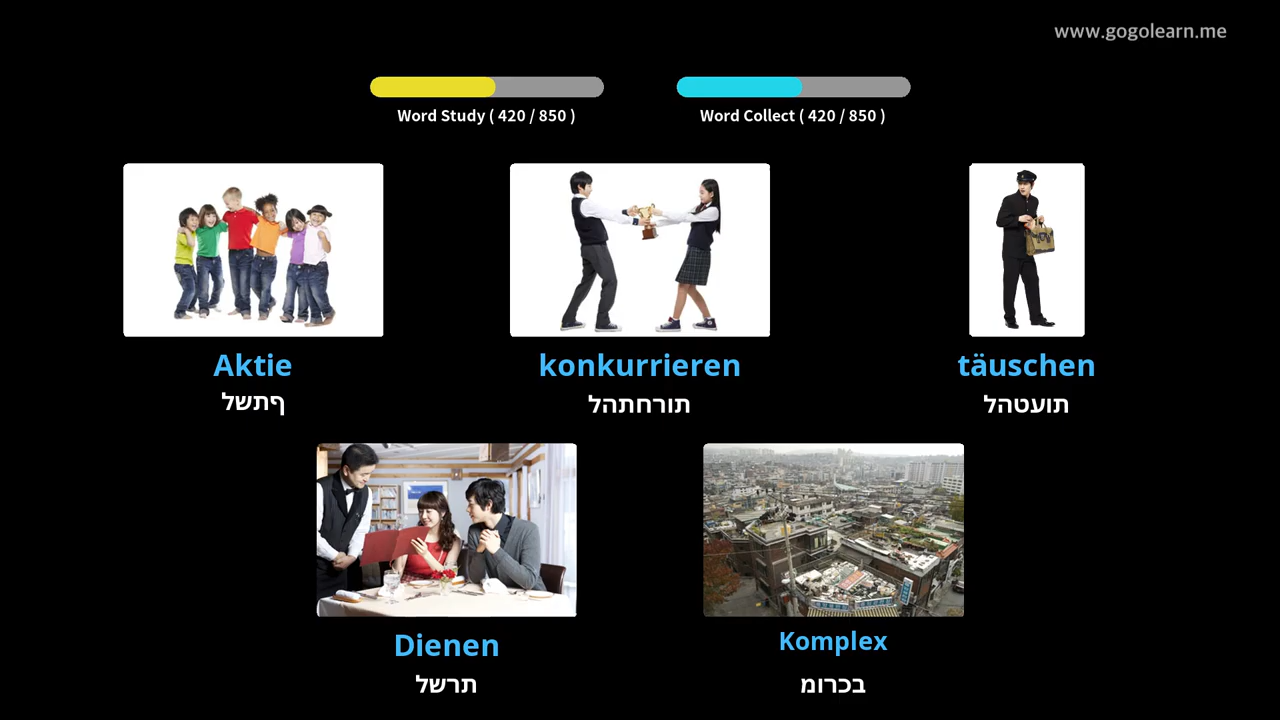 www.gogolearn.me
Word Study ( 420 / 850 )
Word Collect ( 420 / 850 )
Aktie
ףתשל
konkurrieren
תורחתהל
täuschen
תועטהל
Dienen
תרשל
Komplex
בכרומ